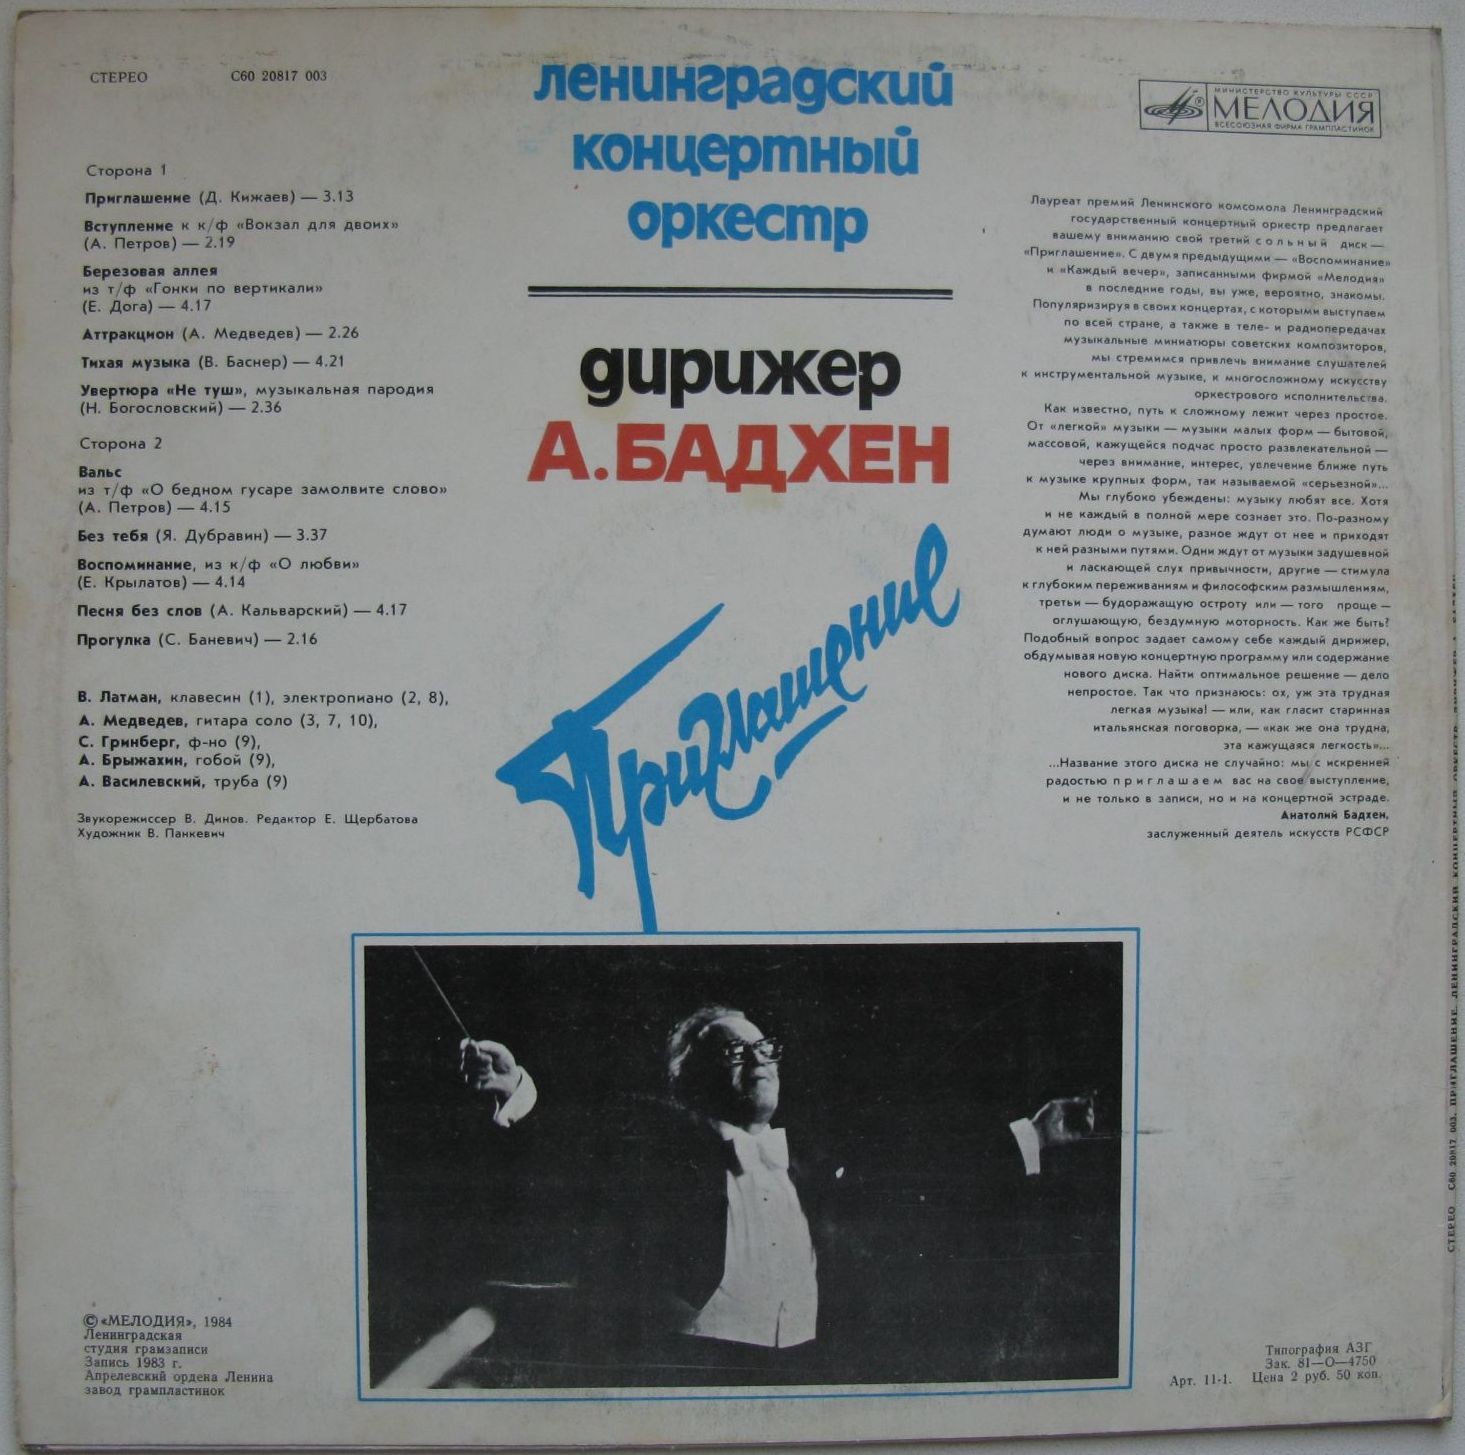 СТЕРЕО С60 20817 003
ленинградский
концертный
оркестр
дирижер
А.БАДХЕН
Приглашение
МИНИСТЕРСТВО КУЛЬТУРЫ СССР
МЕЛОДИЯ
ВСЕСОЮЗНАЯ ФИРМА ГРАМПЛАСТИНОК
Сторона 1
Приглашение (Д. Кижаев) — 3.13
Вступление к к/ф «Вокзал для двоих»
(А. Петров) — 2.19
Березовая аллея
из т/ф «Гонки по вертикали»
(Е. Дога) — 4.17
Аттракцион (А. Медведев) — 2.26
Тихая музыка (В. Баснер) — 4.21
Увертюра «Не туш», музыкальная пародия
(Н. Богословский) — 2.36
Сторона 2
Вальс
из т/ф «О бедном гусаре замолвите слово»
(А. Петров) — 4.15
Без тебя (Я. Дубравин) — 3.37
Воспоминание, из к/ф «О любви»
(Е. Крылатов) — 4.14
Песня без слов (А. Кальварский) — 4.17
Прогулка (С. Баневич) — 2.16
В. Латман, клавесин (1), электропиано (2, 8),
А. Медведев, гитара соло (3, 7, 10),
С. Гринберг, ф-но (9),
А. Брыжахин, гобой (9),
А. Василевский, труба (9)
Звукорежиссер В. Динов. Редактор Е. Щербатова
Художник В. Панкевич
Лауреат премий Ленинского комсомола Ленинградский
государственный концертный оркестр предлагает
вашему вниманию свой третий сольный диск —
«Приглашение». С двумя предыдущими — «Воспоминание»
и «Каждый вечер», записанными фирмой «Мелодия»
в последние годы, вы уже, вероятно, знакомы.
Популяризируя в своих концертах, с которыми выступаем
по всей стране, а также в теле- и радиопередачах
музыкальные миниатюры советских композиторов,
мы стремимся привлечь внимание слушателей
к инструментальной музыке, к многосложному искусству
оркестрового исполнительства.
Как известно, путь к сложному лежит через простое.
От «легкой» музыки — музыки малых форм — бытовой,
массовой, кажущейся подчас просто развлекательной —
через внимание, интерес, увлечение ближе путь
к музыке крупных форм, так называемой «серьезной»...
Мы глубоко убеждены: музыку любят все. Хотя
и не каждый в полной мере сознает это. По-разному
думают люди о музыке, разное ждут от нее и приходят
к ней разными путями. Одни ждут от музыки задушевной
и ласкающей слух привычности, другие — стимула
к глубоким переживаниям и философским размышлениям,
третьи — будоражащую остроту или — того проще —
оглушающую, бездумную моторность. Как же быть?
Подобный вопрос задает самому себе каждый дирижер,
обдумывая новую концертную программу или содержание
нового диска. Найти оптимальное решение — дело
непростое. Так что признаюсь: ох, уж эта трудная
легкая музыка! — или, как гласит старинная
итальянская поговорка, — «как же она трудна,
эта кажущаяся легкость»...
...Название этого диска не случайно: мы с искренней
радостью приглашаем вас на свое выступление,
и не только в записи, но и на концертной эстраде.
Анатолий Бадхен,
заслуженный деятель искусств РСФСР
©«МЕЛОДИЯ», 1984
Ленинградская
студия грамзаписи
Запись 1983 г.
Апрелевский ордена Ленина
завод грампластинок
Типография АЗГ
Зак. 81—О—4750
Арт. 11-1. Цена 2 руб. 50 коп.
СТЕРЕО С60 20817 003. ПРИГЛАШЕНИЕ. ЛЕНИНГРАДСКИЙ КОНЦЕРТНЫЙ ОРКЕСТР. ДИРИЖЕР А. БАДХЕН